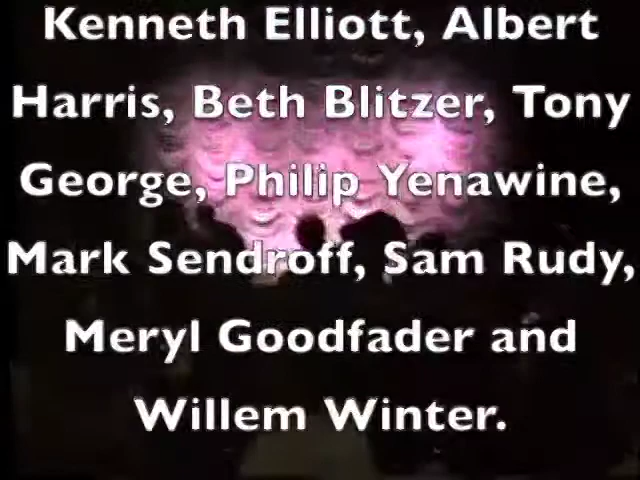 Kenneth Elliott, Albert
Harris, Beth Blitzer, Tony
George, Philip Yenawine,
Mark Sendroff, Sam Rudy,
Meryl Goodfader and
Willem Winter.